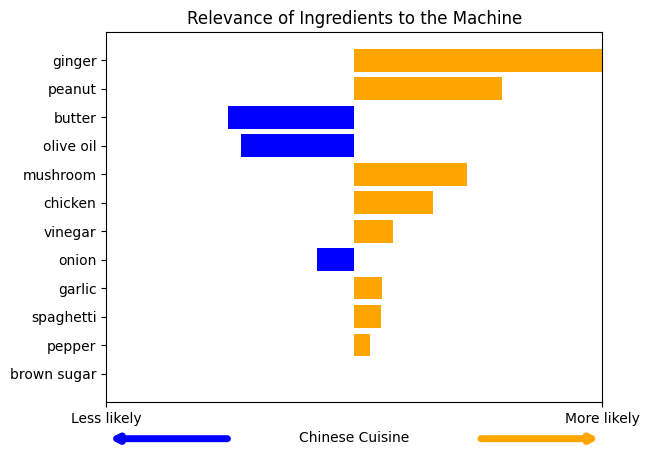 Relevance of Ingredients to the Machine
ginger
peanut
butter
olive oil
mushroom
chicken
vinegar
onion
garlic
spaghetti
pepper
brown sugar
Less likely
More likely
Chinese Cuisine